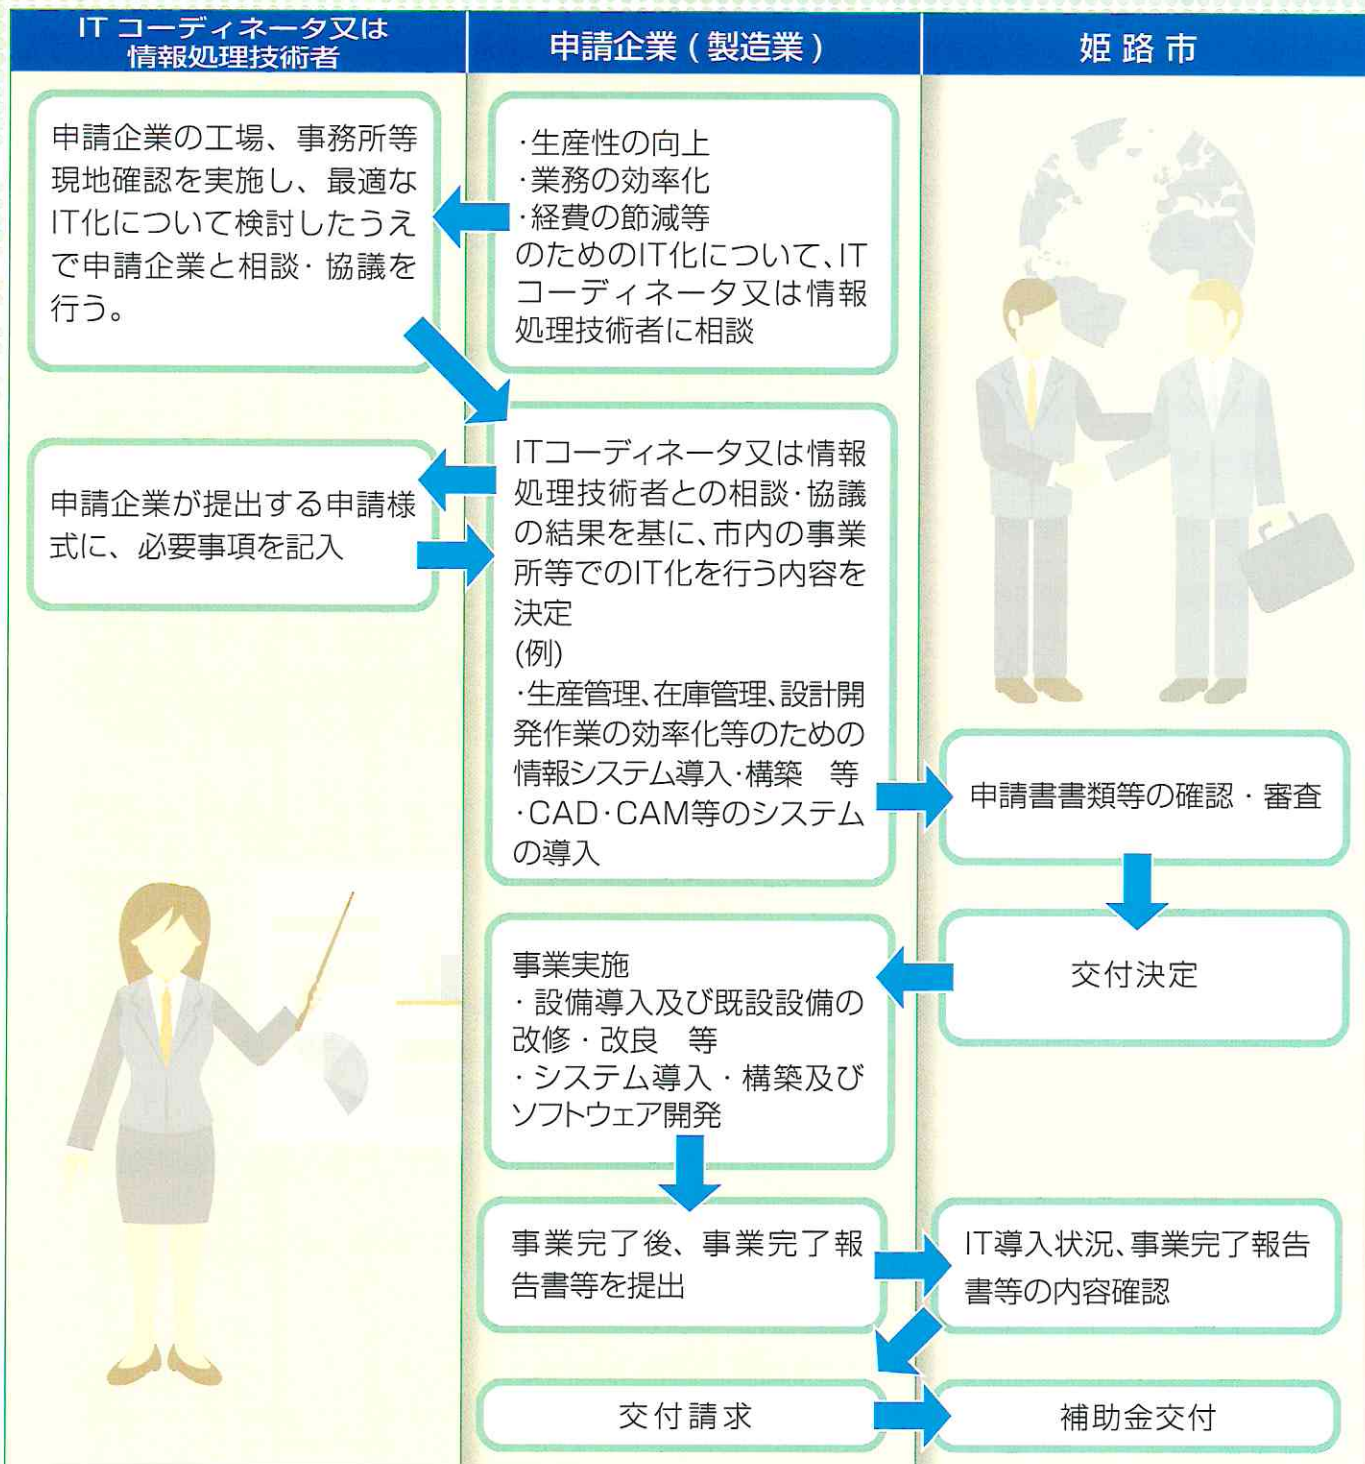 IT コーディネータ又は
情報処理技術者
申請企業 ( 製造業 )
姫 路 市
申請企業の工場、事務所等
現地確認を実施し、最適な
IT化について検討したうえ
で申請企業と相談・協議を
行う。
・生産性の向上
・業務の効率化
・経費の節減等
のためのIT化について、IT
コーディネータ又は情報
処理技術者に相談
申請企業が提出する申請様
式に、必要事項を記入
ITコーディネータ又は情報
処理技術者との相談・協議
の結果を基に、市内の事業
所等でのIT化を行う内容を
決定
(例)
・生産管理、在庫管理、設計開
発作業の効率化等のための
情報システム導入・構築　等
・CAD・CAM等のシステム
の導入
申請書書類等の確認・審査
交付決定
事業実施
・設備導入及び既設設備の
改修・改良　等
・システム導入・構築及び
ソフトウェア開発
事業完了後、事業完了報
告書等を提出
IT導入状況、事業完了報告
書等の内容確認
交付請求
補助金交付